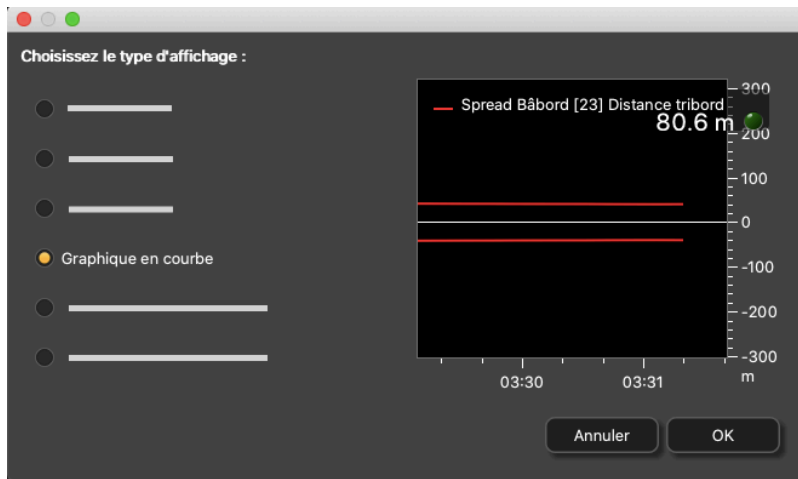 Choisissez le type d'affichage :
Graphique en courbe
Spread Bâbord [23] Distance tribord
80.6 m
300
200
100
0
-100
-200
-300
m
03:30
03:31
Annuler
OK